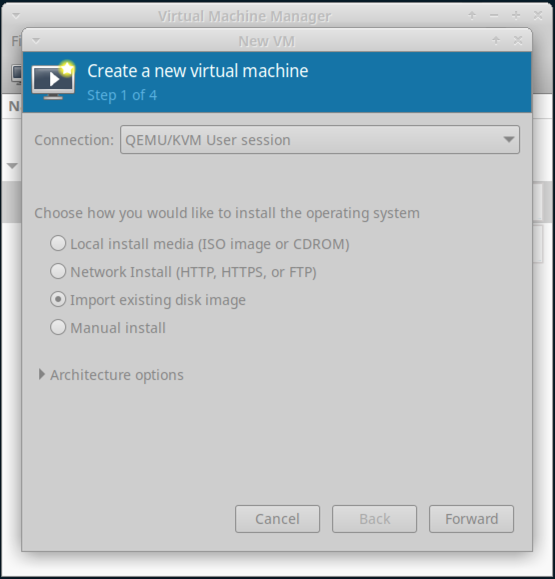 Virtual Machine Manager
Fi
New VM
Create a new virtual machine
Step 1 of 4
N
Connection: QEMU/KVM User session
Choose how you would like to install the operating system
Local install media (ISO image or CDROM)
Network Install (HTTP, HTTPS, or FTP)
Import existing disk image
Manual install
Architecture options
Cancel Back Forward